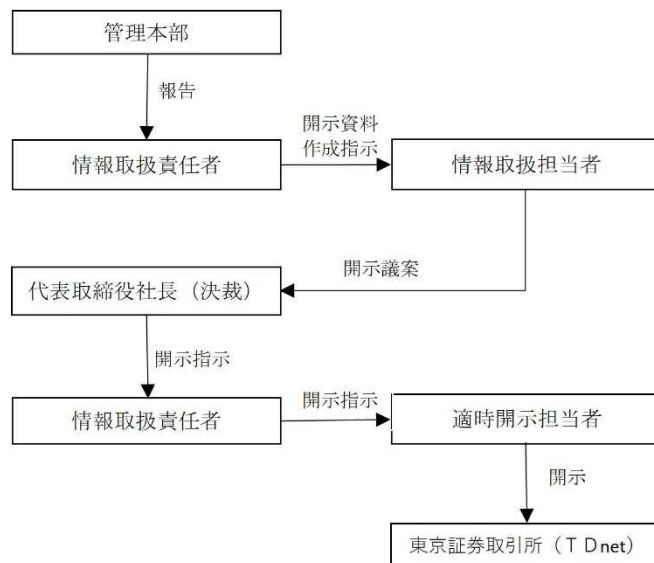 管理本部
報告
開示資料
作成指示
情報取扱責任者
情報取扱担当者
開示議案
代表取締役社長（決裁）
開示指示
情報取扱責任者
開示指示
適時開示担当者
開示
東京証券取引所（ＴＤnet）